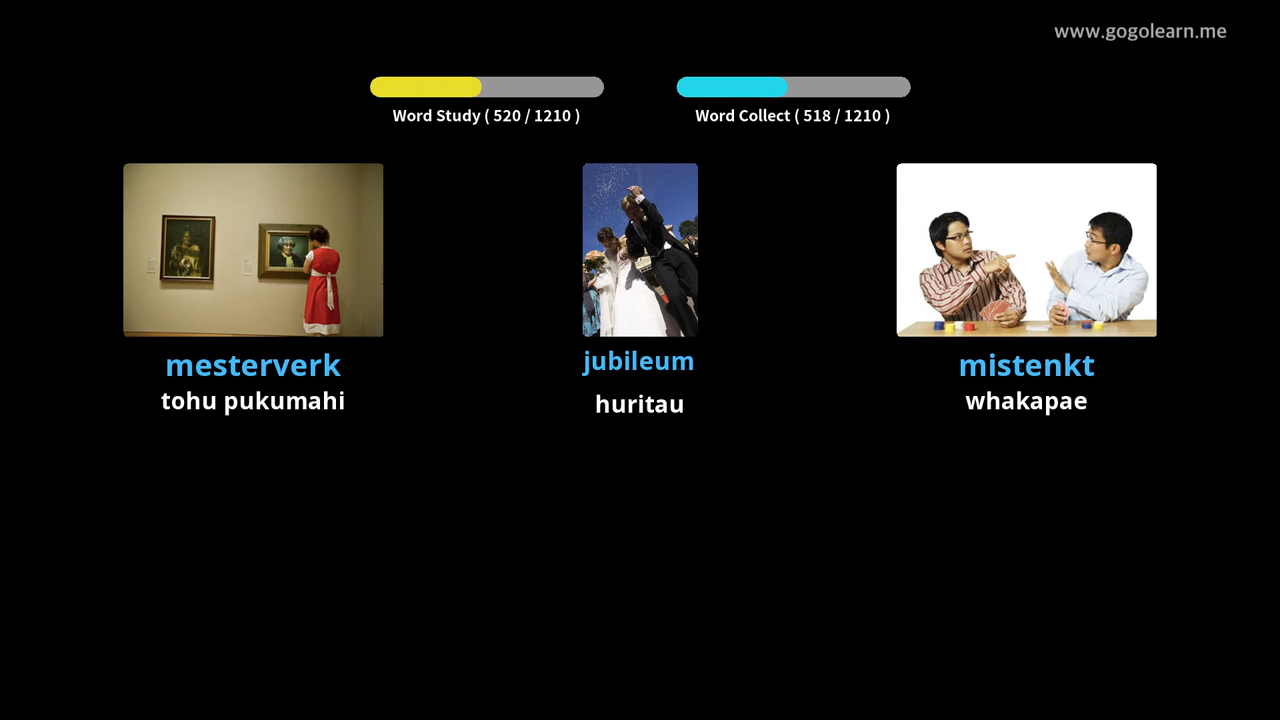 www.gogolearn.me
Word Study ( 520 / 1210 )
Word Collect ( 518 / 1210 )
mesterverk
tohu pukumahi
jubileum
huritau
mistenkt
whakapae